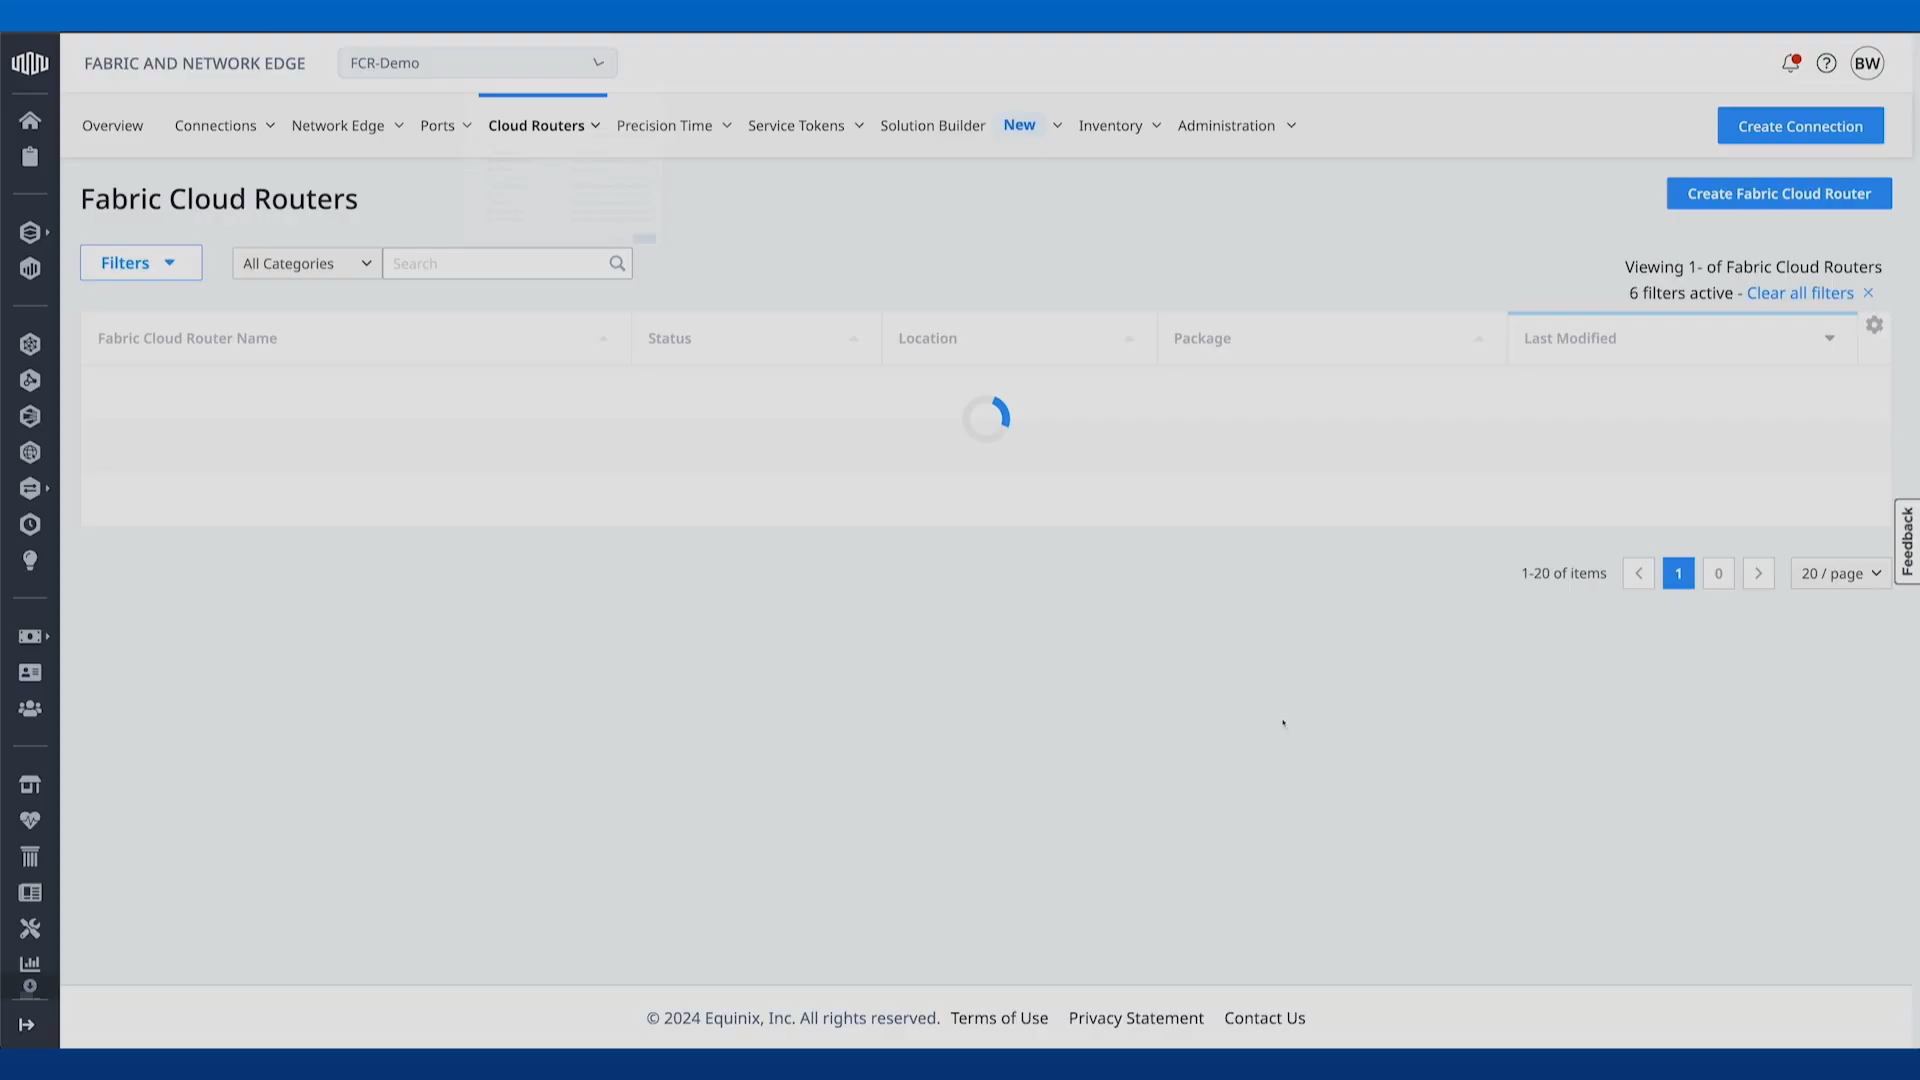 FABRIC AND NETWORK EDGE
FCR-Demo
BW
Overview
Connections
Network Edge
Ports
Cloud Routers
Precision Time
Service Tokens
Solution Builder
New
Inventory
Administration
Create Connection
Fabric Cloud Routers
Create Fabric Cloud Router
Filters
All Categories
Search
Viewing 1- of Fabric Cloud Routers
6 filters active - Clear all filters ×
Fabric Cloud Router Name
Status
Location
Package
Last Modified
Feedback
1-20 of items
1
0
20 / page
© 2024 Equinix, Inc. All rights reserved. Terms of Use Privacy Statement Contact Us